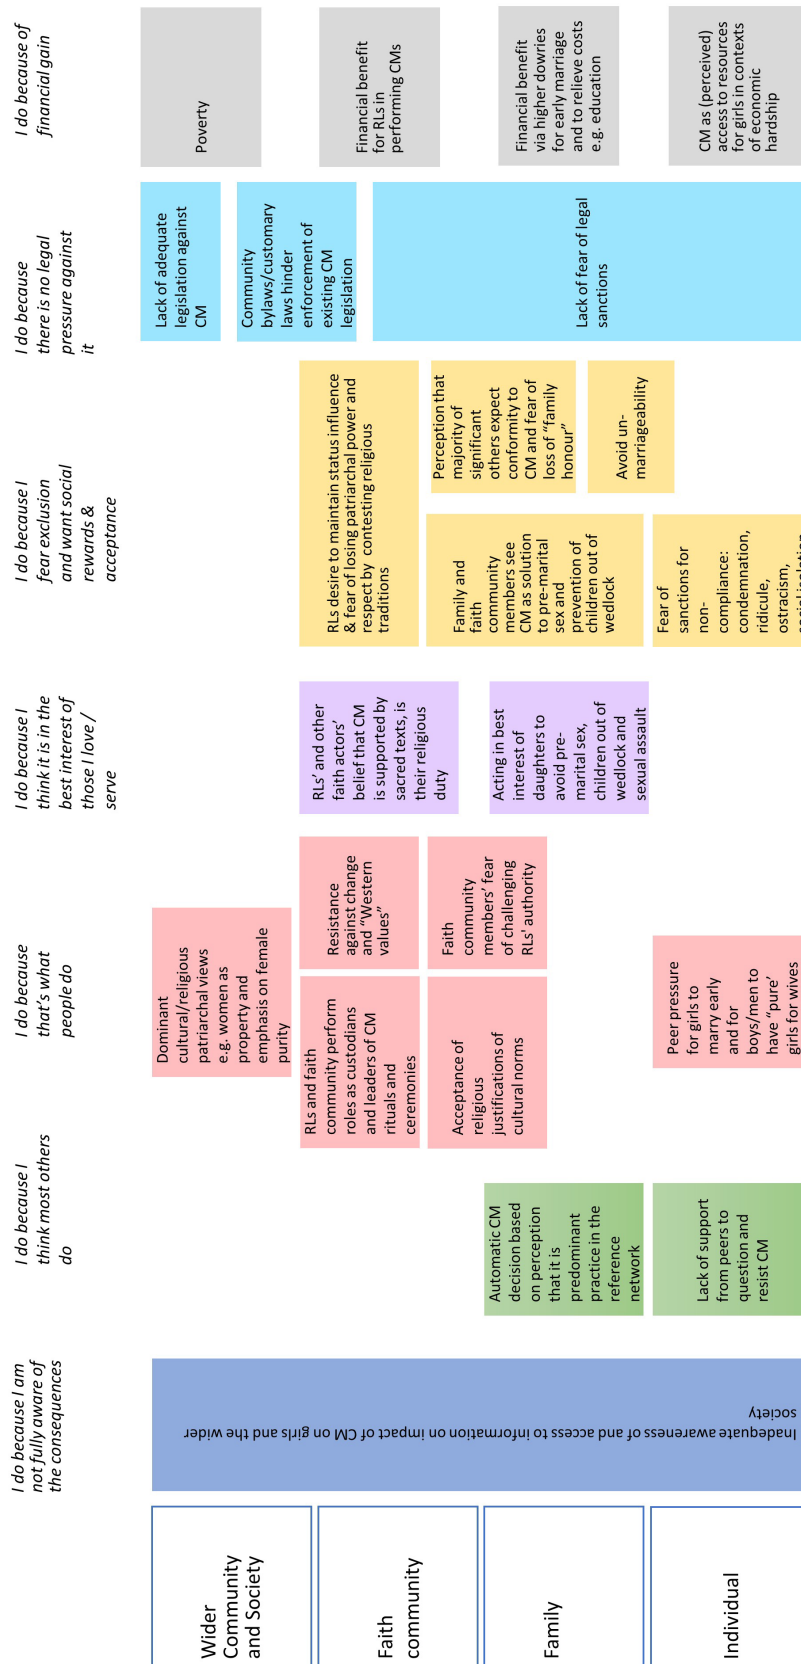 I do because I am
not fully aware of
the consequences
I do because I
think most others
do
I do because
that's what
people do
I do because I
think it is in the
best interest of
those I love /
serve
I do because I
fear exclusion
and want social
rewards &
acceptance
I do because
there is no legal
pressure against
it
I do because of
financial gain
Wider
Community
and Society
Faith
community
Family
Individual
Inadequate awareness of and access to information on impact of CM on girls and the wider
society
Automatic CM
decision based
on perception
that it is
predominant
practice in the
reference
network
Lack of support
from peers to
question and
resist CM
Dominant
cultural/religious
patriarchal views
e.g. women as
property and
emphasis on female
purity
RLs and faith
community perform
roles as custodians
and leaders of CM
rituals and
ceremonies
Resistance
against change
and “Western
values”
Acceptance of
religious
justifications of
cultural norms
Faith
community
members’ fear
of challenging
RLs’ authority
Peer pressure
for girls to
marry early
and for
boys/men to
have “pure’
girls for wives
RLs’ and other
faith actors’
belief that CM
is supported by
sacred texts, is
their religious
duty
Acting in best
interest of
daughters to
avoid pre-
marital sex,
children out of
wedlock and
sexual assault
RLs desire to maintain status influence
& fear of losing patriarchal power and
respect by contesting religious
traditions
Family and
faith
community
members see
CM as solution
to pre-marital
sex and
prevention of
children out of
wedlock
Perception that
majority of
significant
others expect
conformity to
CM and fear of
loss of “family
honour”
Avoid un-
marriageability
Fear of
sanctions for
non-
compliance:
condemnation,
ridicule,
ostracism,
Lack of adequate
legislation against
CM
Community
bylaws/customary
laws hinder
enforcement of
existing CM
legislation
Lack of fear of legal
sanctions
Poverty
Financial benefit
for RLs in
performing CMs
Financial benefit
via higher dowries
for early marriage
and to relieve costs
e.g. education
CM as (perceived)
access to resources
for girls in contexts
of economic
hardship